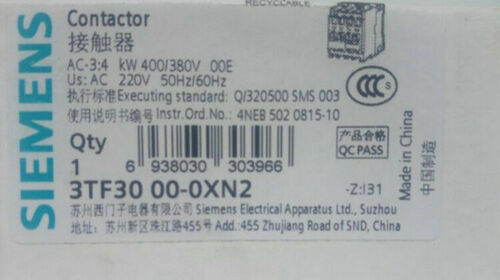 RECYCLABLE
SIEMENS
Contactor
接触器
AC-3:4 kW 400/380V 00E
Us: AC 220V 50Hz/60Hz
执行标准Executing standard: Q/320500 SMS 003
使用说明书编号Instr.Ord.No.: 4NEB 502 0815-10
CCC S
Qty
1
6 938030 303966
产品合格
QC PASS
3TF30 00-0XN2
-Z:I31
Made in China
中国制造
苏州西门子电器有限公司 Siemens Electrical Apparatus Ltd., Suzhou
地址: 苏州新区珠江路455号 Add.:455 Zhujiang Road of SND, China